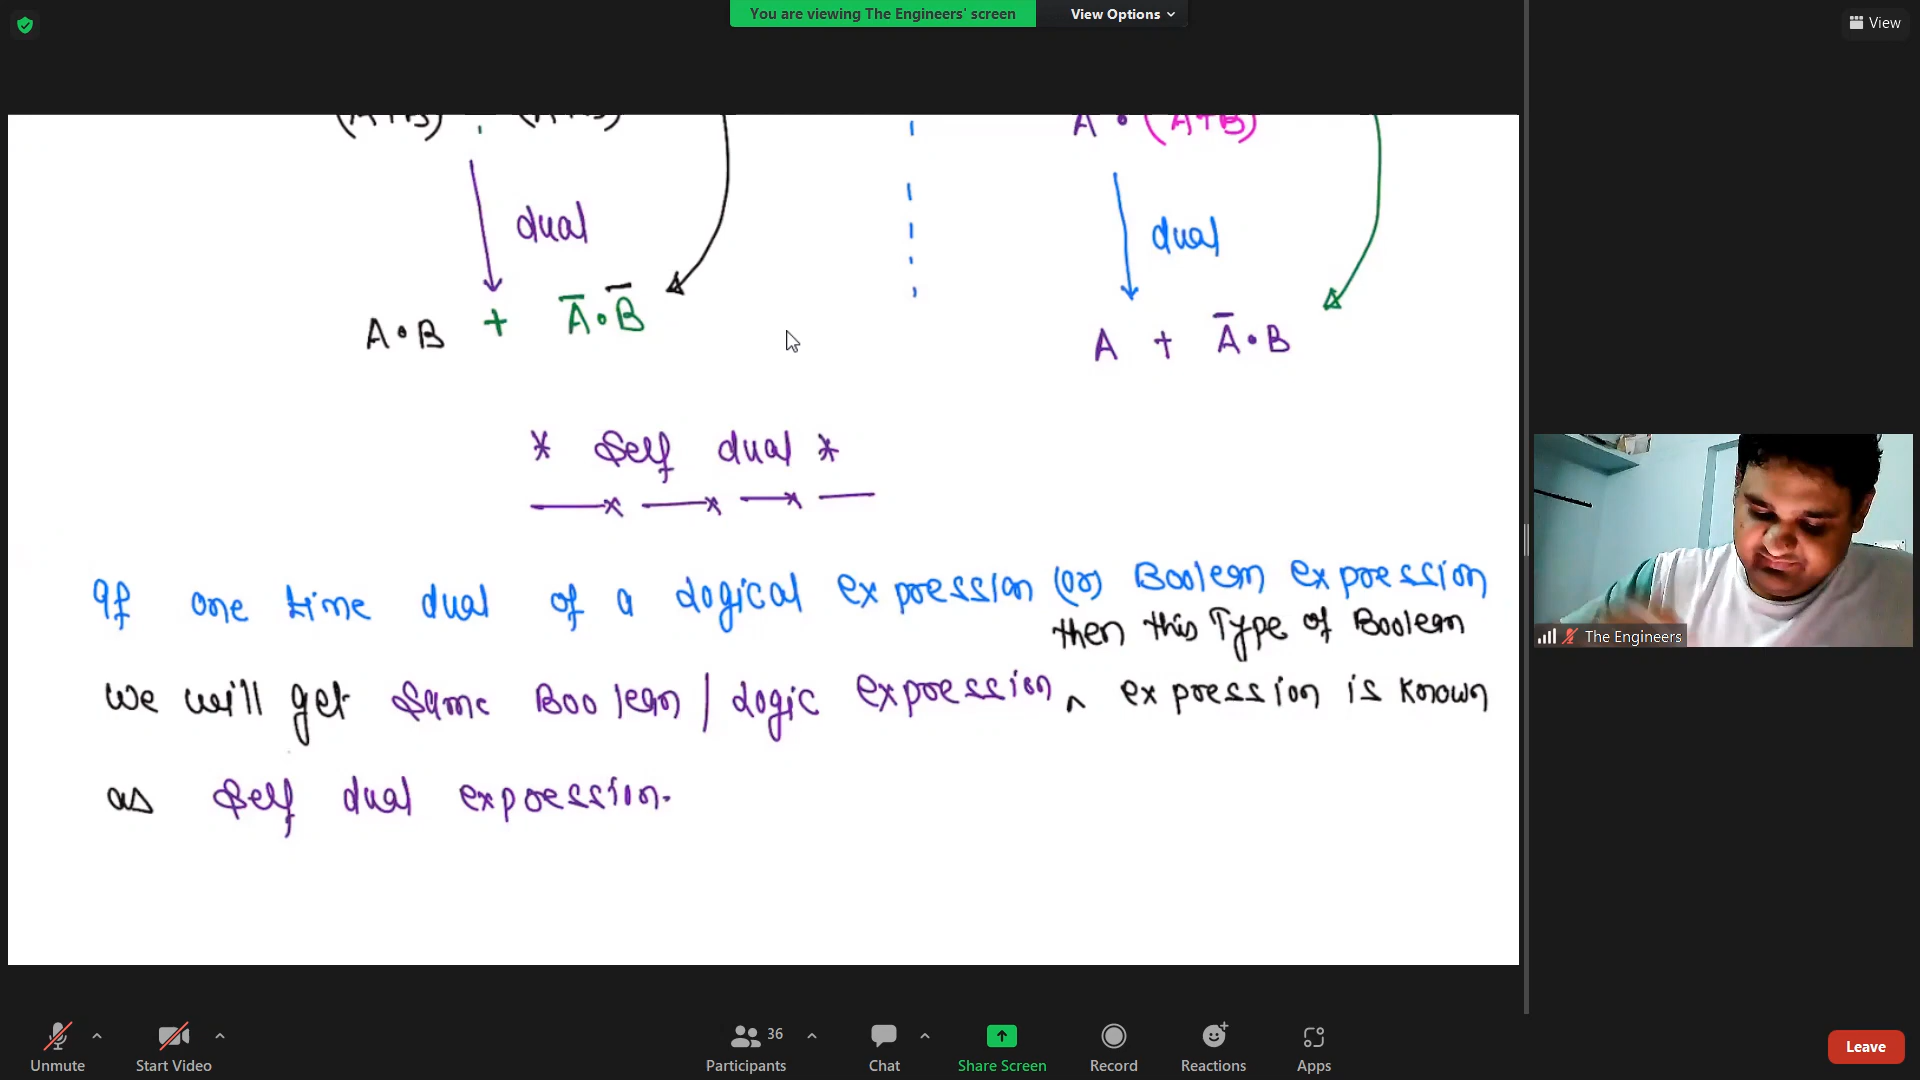 You are viewing The Engineers' screen
View Options
View
A • (A+B)
dual
dual
A•B + A̅•B̅
A + A̅•B
* Self dual *
If one time dual of a Logical expression (or) Boolean expression
then this Type of Boolean
we will get Same Boolean / Logic expression ^ expression is known
as Self dual expression.
The Engineers
Unmute
Start Video
36
Participants
Chat
Share Screen
Record
Reactions
Apps
Leave